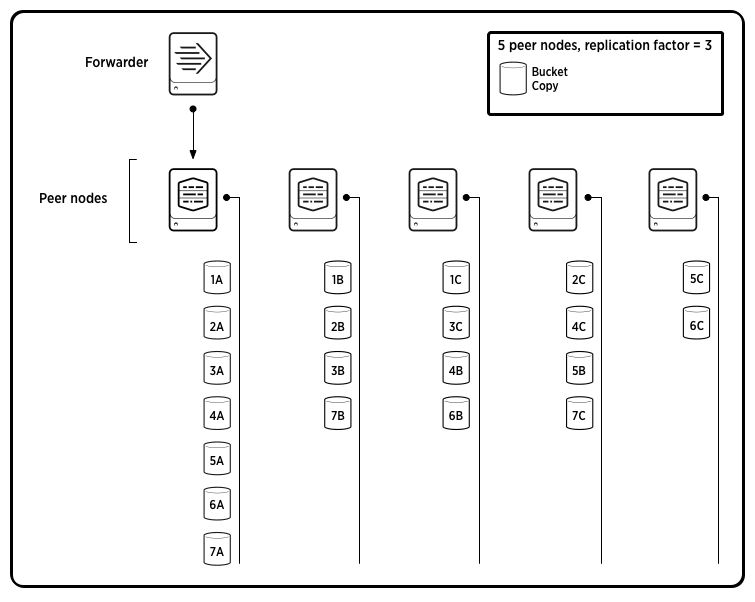 Forwarder
5 peer nodes, replication factor = 3
Bucket
Copy
Peer nodes
1A 1B 1C 2C 5C
2A 2B 3C 4C 6C
3A 3B 4B 5B
4A 7B 6B 7C
5A
6A
7A